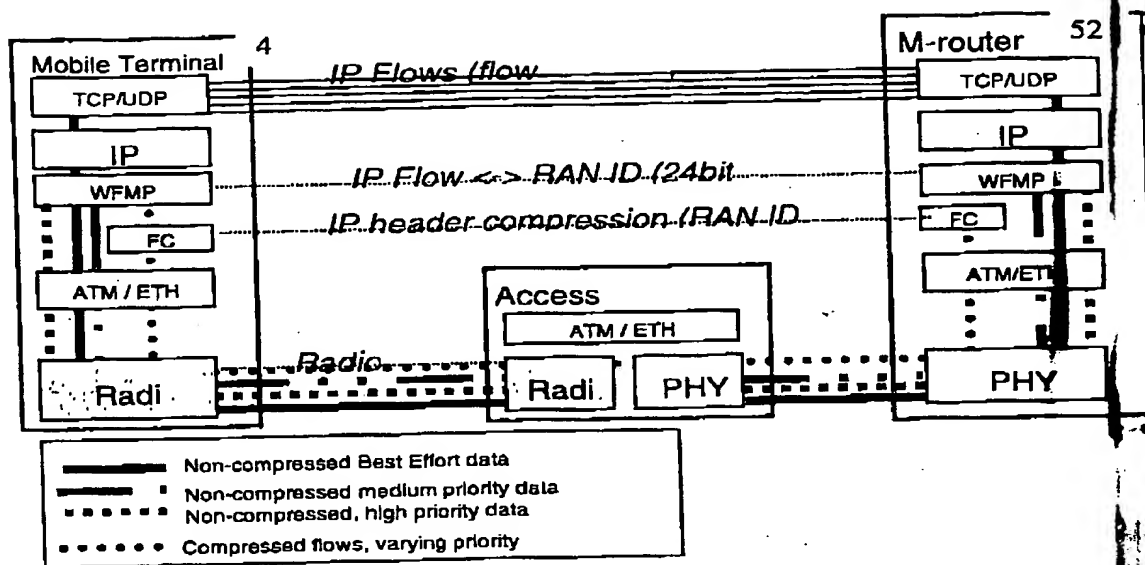 Mobile Terminal
4
TCP/UDP
IP
WFMP
FC
ATM / ETH
Radi
IP Flows (flow
IP Flow <-> RAN ID (24bit
IP header compression (RAN ID
Radio
Access
ATM / ETH
Radi
PHY
M-router
52
TCP/UDP
IP
WFMP
FC
ATM/ETH
PHY
Non-compressed Best Effort data
Non-compressed medium priority data
Non-compressed, high priority data
Compressed flows, varying priority